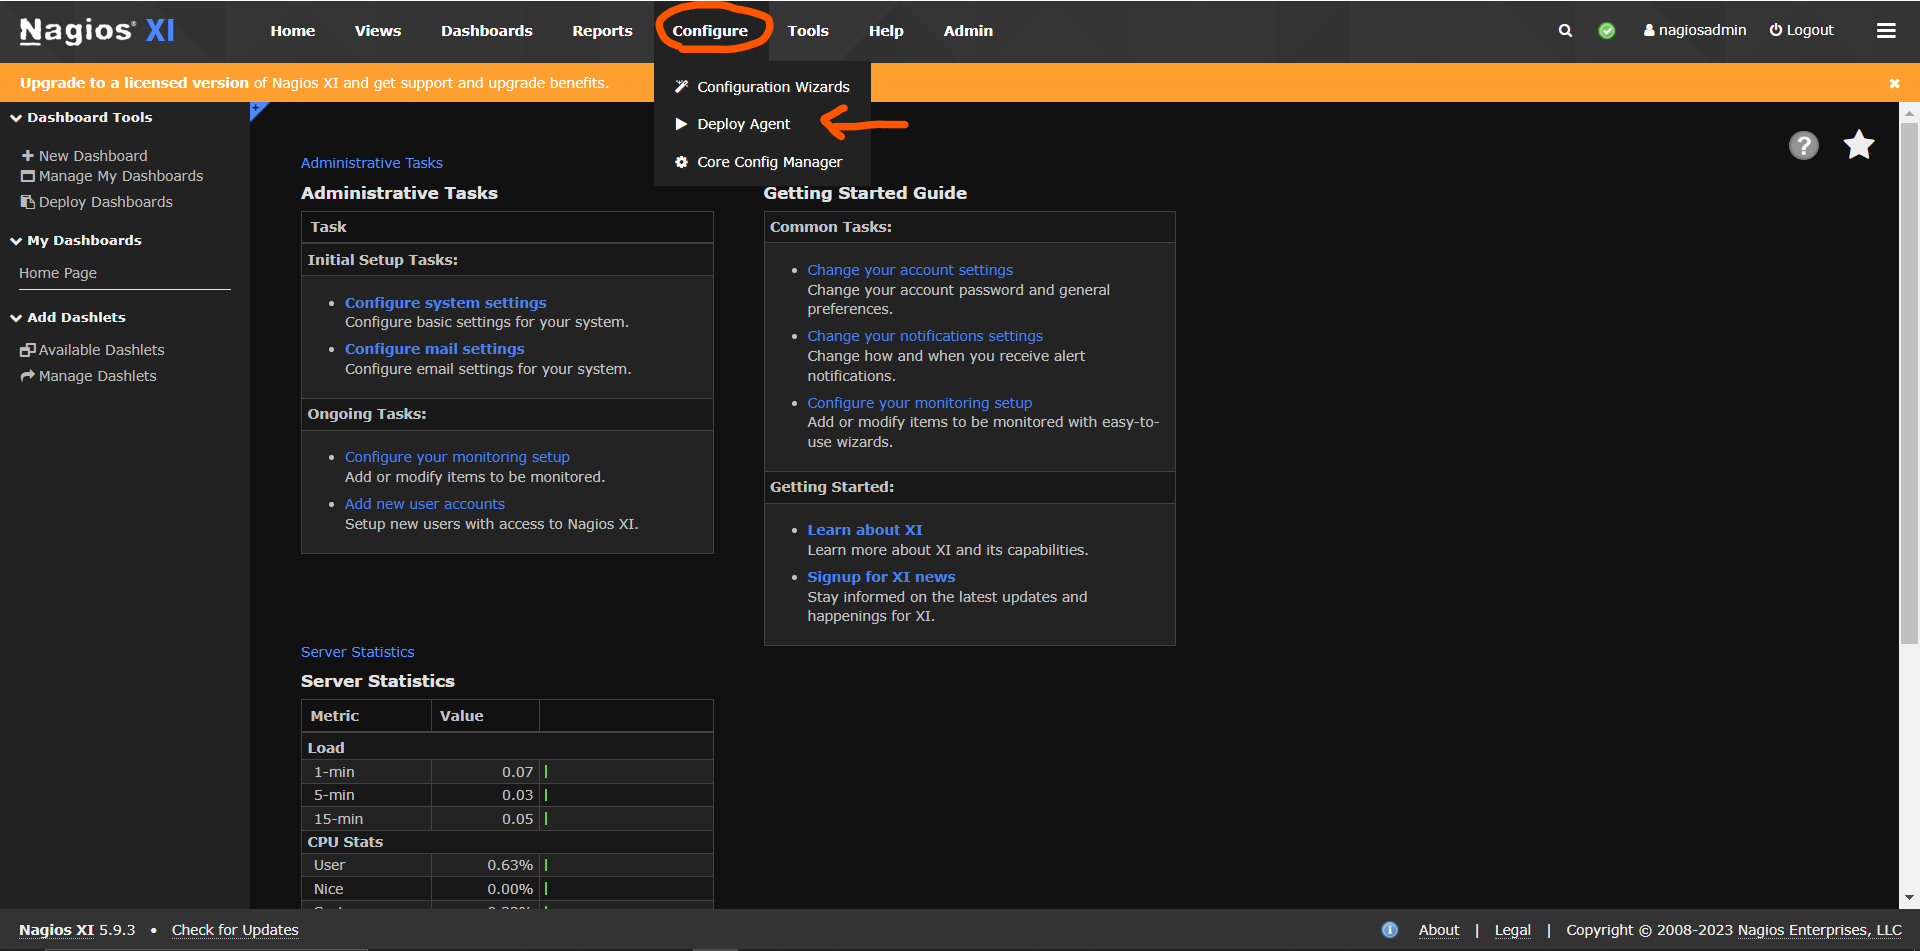 Nagios® XI
Home Views Dashboards Reports Configure Tools Help Admin
nagiosadmin Logout
Upgrade to a licensed version of Nagios XI and get support and upgrade benefits.
Configuration Wizards
Deploy Agent
Core Config Manager
Dashboard Tools
New Dashboard
Manage My Dashboards
Deploy Dashboards
My Dashboards
Home Page
Add Dashlets
Available Dashlets
Manage Dashlets
Administrative Tasks
Administrative Tasks
Task
Initial Setup Tasks:
Configure system settings
Configure basic settings for your system.
Configure mail settings
Configure email settings for your system.
Ongoing Tasks:
Configure your monitoring setup
Add or modify items to be monitored.
Add new user accounts
Setup new users with access to Nagios XI.
Getting Started Guide
Common Tasks:
Change your account settings
Change your account password and general
preferences.
Change your notifications settings
Change how and when you receive alert
notifications.
Configure your monitoring setup
Add or modify items to be monitored with easy-to-
use wizards.
Getting Started:
Learn about XI
Learn more about XI and its capabilities.
Signup for XI news
Stay informed on the latest updates and
happenings for XI.
Server Statistics
Server Statistics
Metric Value
Load
1-min 0.07
5-min 0.03
15-min 0.05
CPU Stats
User 0.63%
Nice 0.00%
Nagios XI 5.9.3 • Check for Updates
About | Legal | Copyright © 2008-2023 Nagios Enterprises, LLC